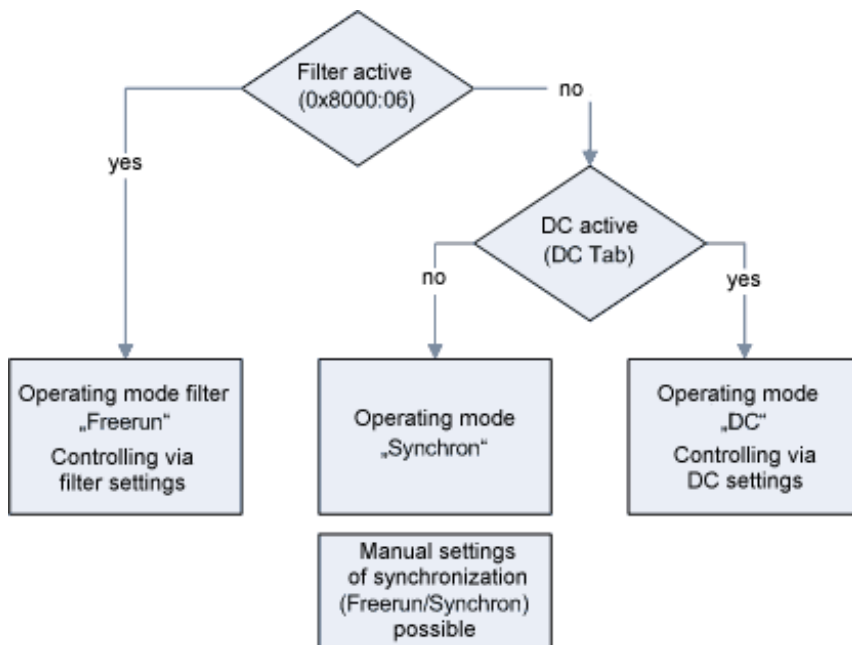 Filter active
(0x8000:06)
no
yes
DC active
(DC Tab)
no
yes
Operating mode filter
„Freerun“
Controlling via
filter settings
Operating mode
„Synchron“
Operating mode
„DC“
Controlling via
DC settings
Manual settings
of synchronization
(Freerun/Synchron)
possible